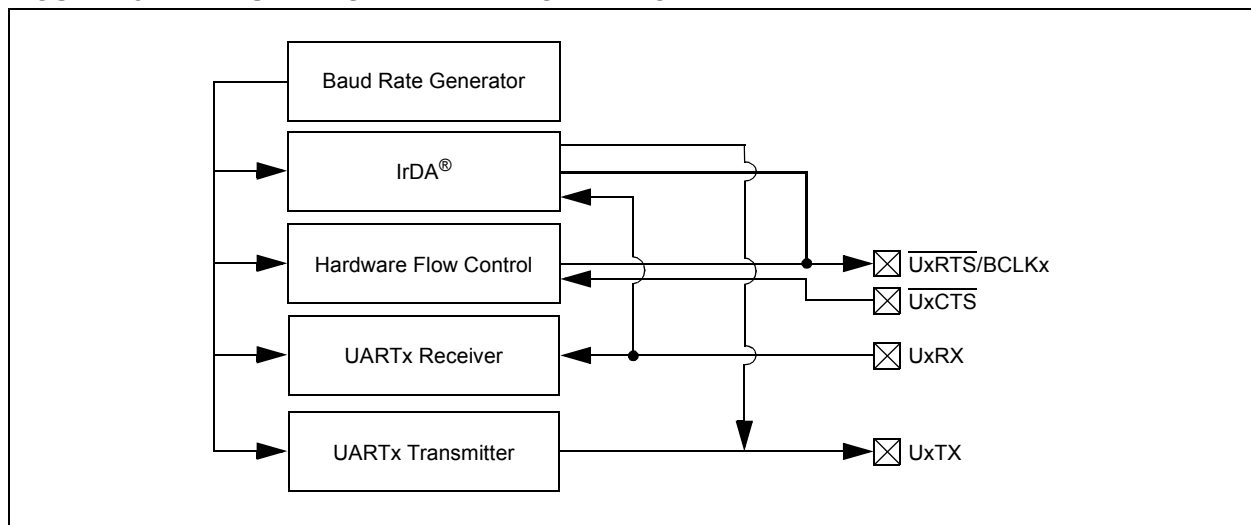 Baud Rate Generator
IrDA®
Hardware Flow Control
UxRTS/BCLKx
UxCTS
UARTx Receiver
UxRX
UARTx Transmitter
UxTX